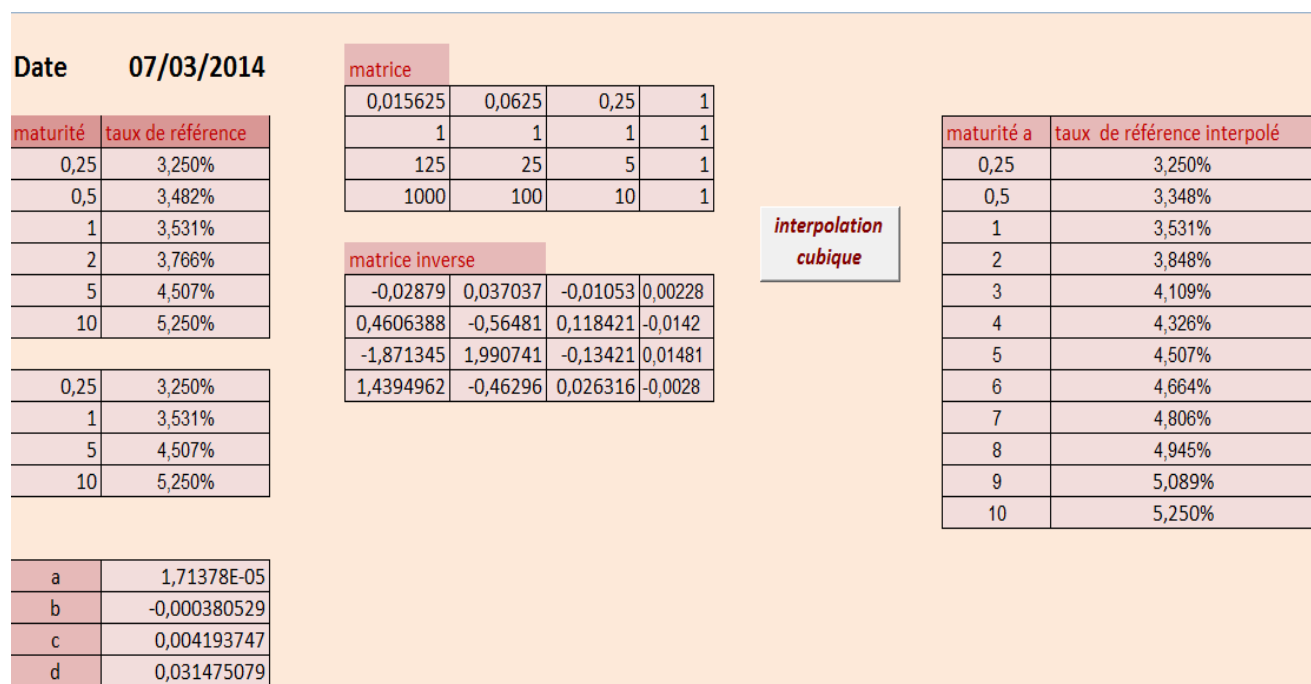 Date 07/03/2014
maturité taux de référence
0,25 3,250%
0,5 3,482%
1 3,531%
2 3,766%
5 4,507%
10 5,250%
0,25 3,250%
1 3,531%
5 4,507%
10 5,250%
a 1,71378E-05
b -0,000380529
c 0,004193747
d 0,031475079
matrice
0,015625 0,0625 0,25 1
1 1 1 1
125 25 5 1
1000 100 10 1
matrice inverse
-0,02879 0,037037 -0,01053 0,00228
0,4606388 -0,56481 0,118421 -0,0142
-1,871345 1,990741 -0,13421 0,01481
1,4394962 -0,46296 0,026316 -0,0028
interpolation
cubique
maturité a taux de référence interpolé
0,25 3,250%
0,5 3,348%
1 3,531%
2 3,848%
3 4,109%
4 4,326%
5 4,507%
6 4,664%
7 4,806%
8 4,945%
9 5,089%
10 5,250%